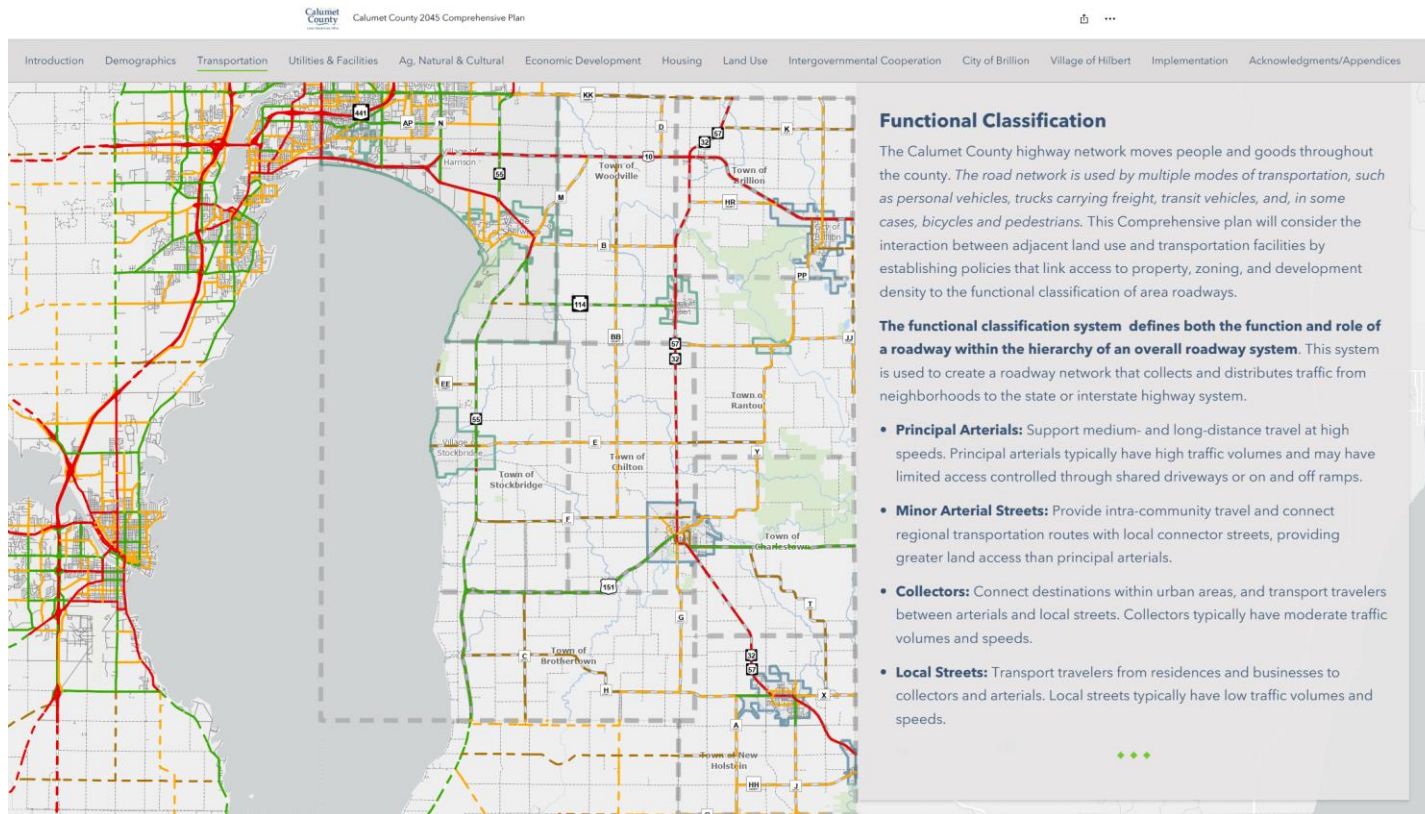 Calumet
County
Calumet County 2045 Comprehensive Plan
Introduction
Demographics
Transportation
Utilities & Facilities
Ag, Natural & Cultural
Economic Development
Housing
Land Use
Intergovernmental Cooperation
City of Brillion
Village of Hilbert
Implementation
Acknowledgments/Appendices
KK
441
AP
N
D
K
57
32
Village of
Harrison
10
Town of
Woodville
Town of
Brillion
55
M
HR
B
PP
114
BB
57
32
JJ
EE
Town o
Rantou
55
Village of
Stockbridge
E
Y
Town of
Chilton
Town of
Stockbridge
F
Town of
Charlestown
151
T
G
C
Town of
Brothertown
32
57
H
X
A
Town of New
Holstein
HH
J
Functional Classification
The Calumet County highway network moves people and goods throughout
the county. The road network is used by multiple modes of transportation, such
as personal vehicles, trucks carrying freight, transit vehicles, and, in some
cases, bicycles and pedestrians. This Comprehensive plan will consider the
interaction between adjacent land use and transportation facilities by
establishing policies that link access to property, zoning, and development
density to the functional classification of area roadways.
The functional classification system defines both the function and role of
a roadway within the hierarchy of an overall roadway system. This system
is used to create a roadway network that collects and distributes traffic from
neighborhoods to the state or interstate highway system.
• Principal Arterials: Support medium- and long-distance travel at high
speeds. Principal arterials typically have high traffic volumes and may have
limited access controlled through shared driveways or on and off ramps.
• Minor Arterial Streets: Provide intra-community travel and connect
regional transportation routes with local connector streets, providing
greater land access than principal arterials.
• Collectors: Connect destinations within urban areas, and transport travelers
between arterials and local streets. Collectors typically have moderate traffic
volumes and speeds.
• Local Streets: Transport travelers from residences and businesses to
collectors and arterials. Local streets typically have low traffic volumes and
speeds.